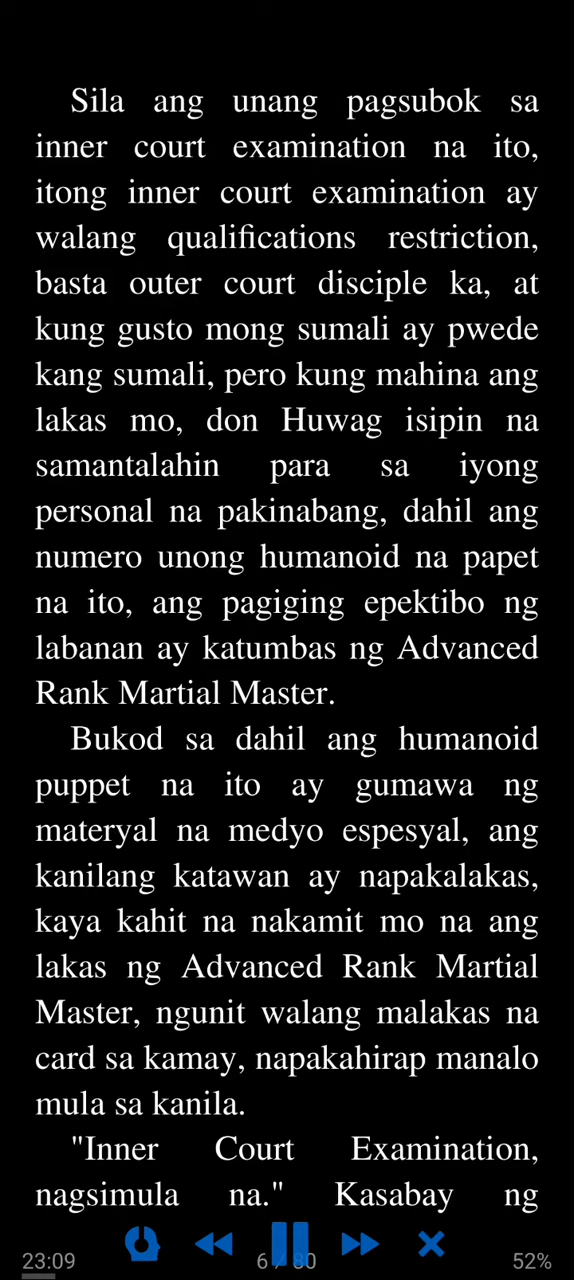 Sila ang unang pagsubok sa
inner court examination na ito,
itong inner court examination ay
walang qualifications restriction,
basta outer court disciple ka, at
kung gusto mong sumali ay pwede
kang sumali, pero kung mahina ang
lakas mo, don Huwag isipin na
samantalahin para sa iyong
personal na pakinabang, dahil ang
numero unong humanoid na papet
na ito, ang pagiging epektibo ng
labanan ay katumbas ng Advanced
Rank Martial Master.
Bukod sa dahil ang humanoid
puppet na ito ay gumawa ng
materyal na medyo espesyal, ang
kanilang katawan ay napakalakas,
kaya kahit na nakamit mo na ang
lakas ng Advanced Rank Martial
Master, ngunit walang malakas na
card sa kamay, napakahirap manalo
mula sa kanila.
"Inner Court Examination,
nagsimula na." Kasabay ng
23:09 6 / 80 52%